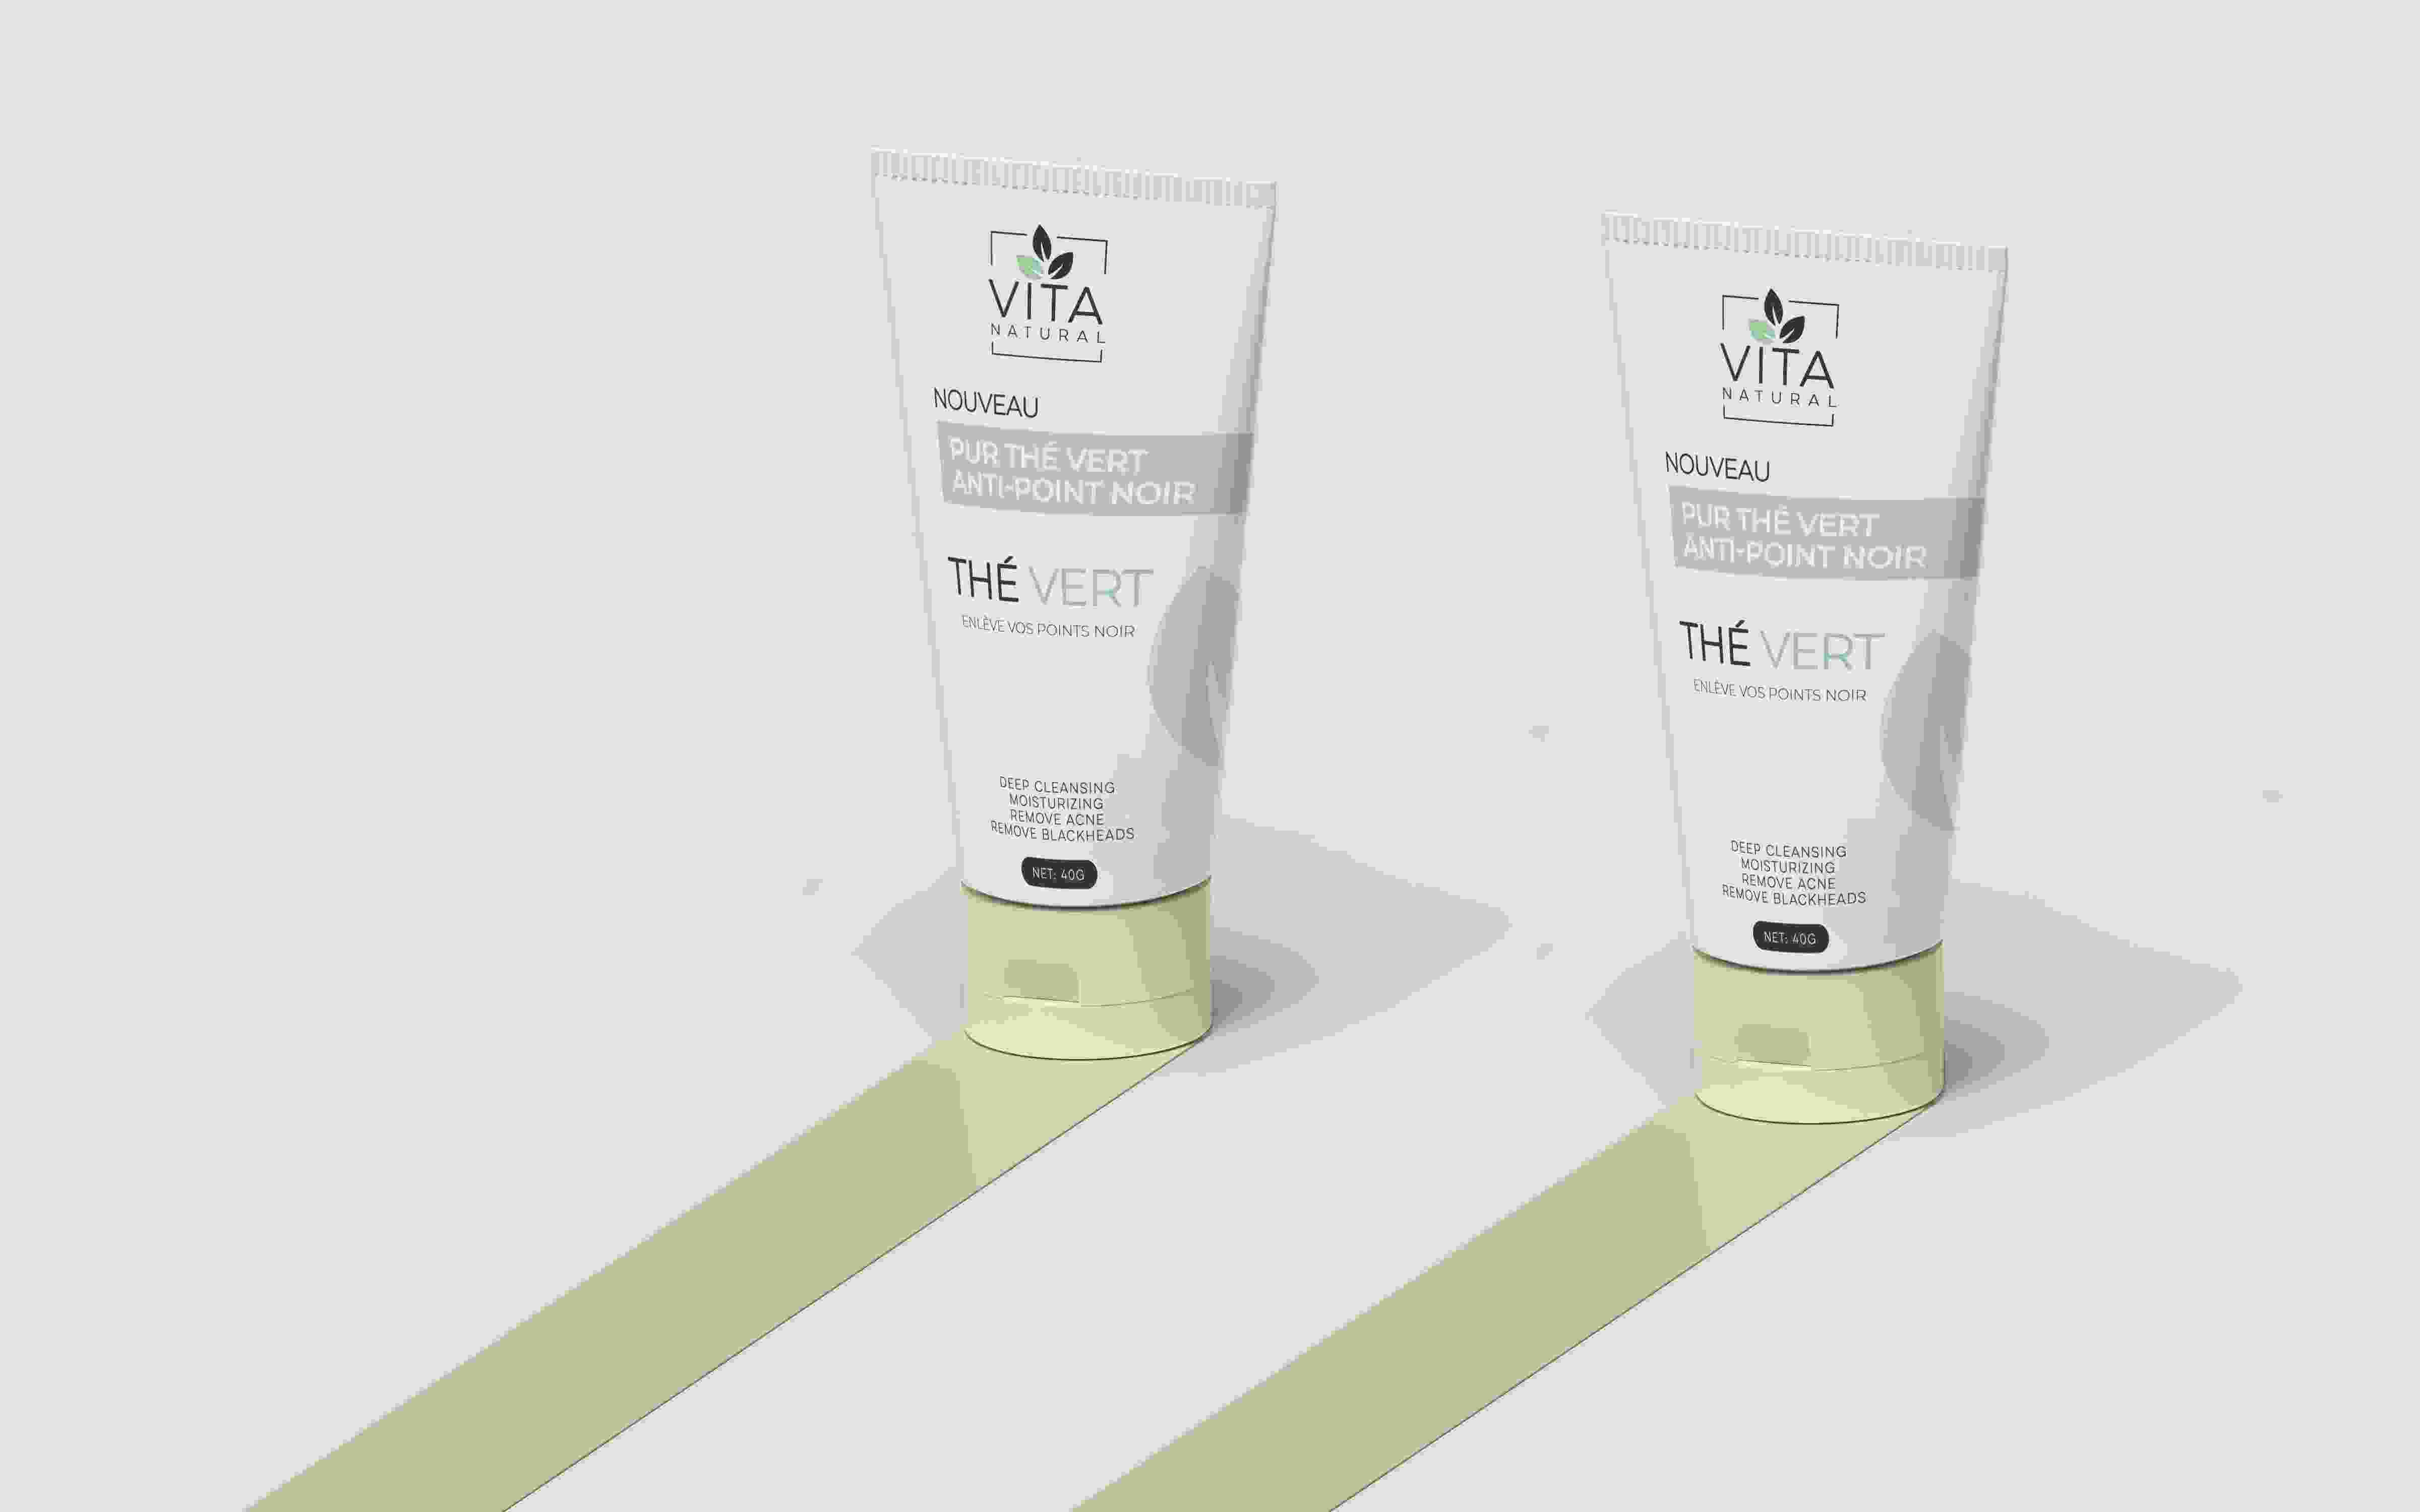 VITA
NATURAL
NOUVEAU
PUR THÉ VERT
ANTI-POINT NOIR
THÉ VERT
ENLÈVE VOS POINTS NOIR
DEEP CLEANSING
MOISTURIZING
REMOVE ACNE
REMOVE BLACKHEADS
NET: 40G
VITA
NATURAL
NOUVEAU
PUR THÉ VERT
ANTI-POINT NOIR
THÉ VERT
ENLÈVE VOS POINTS NOIR
DEEP CLEANSING
MOISTURIZING
REMOVE ACNE
REMOVE BLACKHEADS
NET: 40G